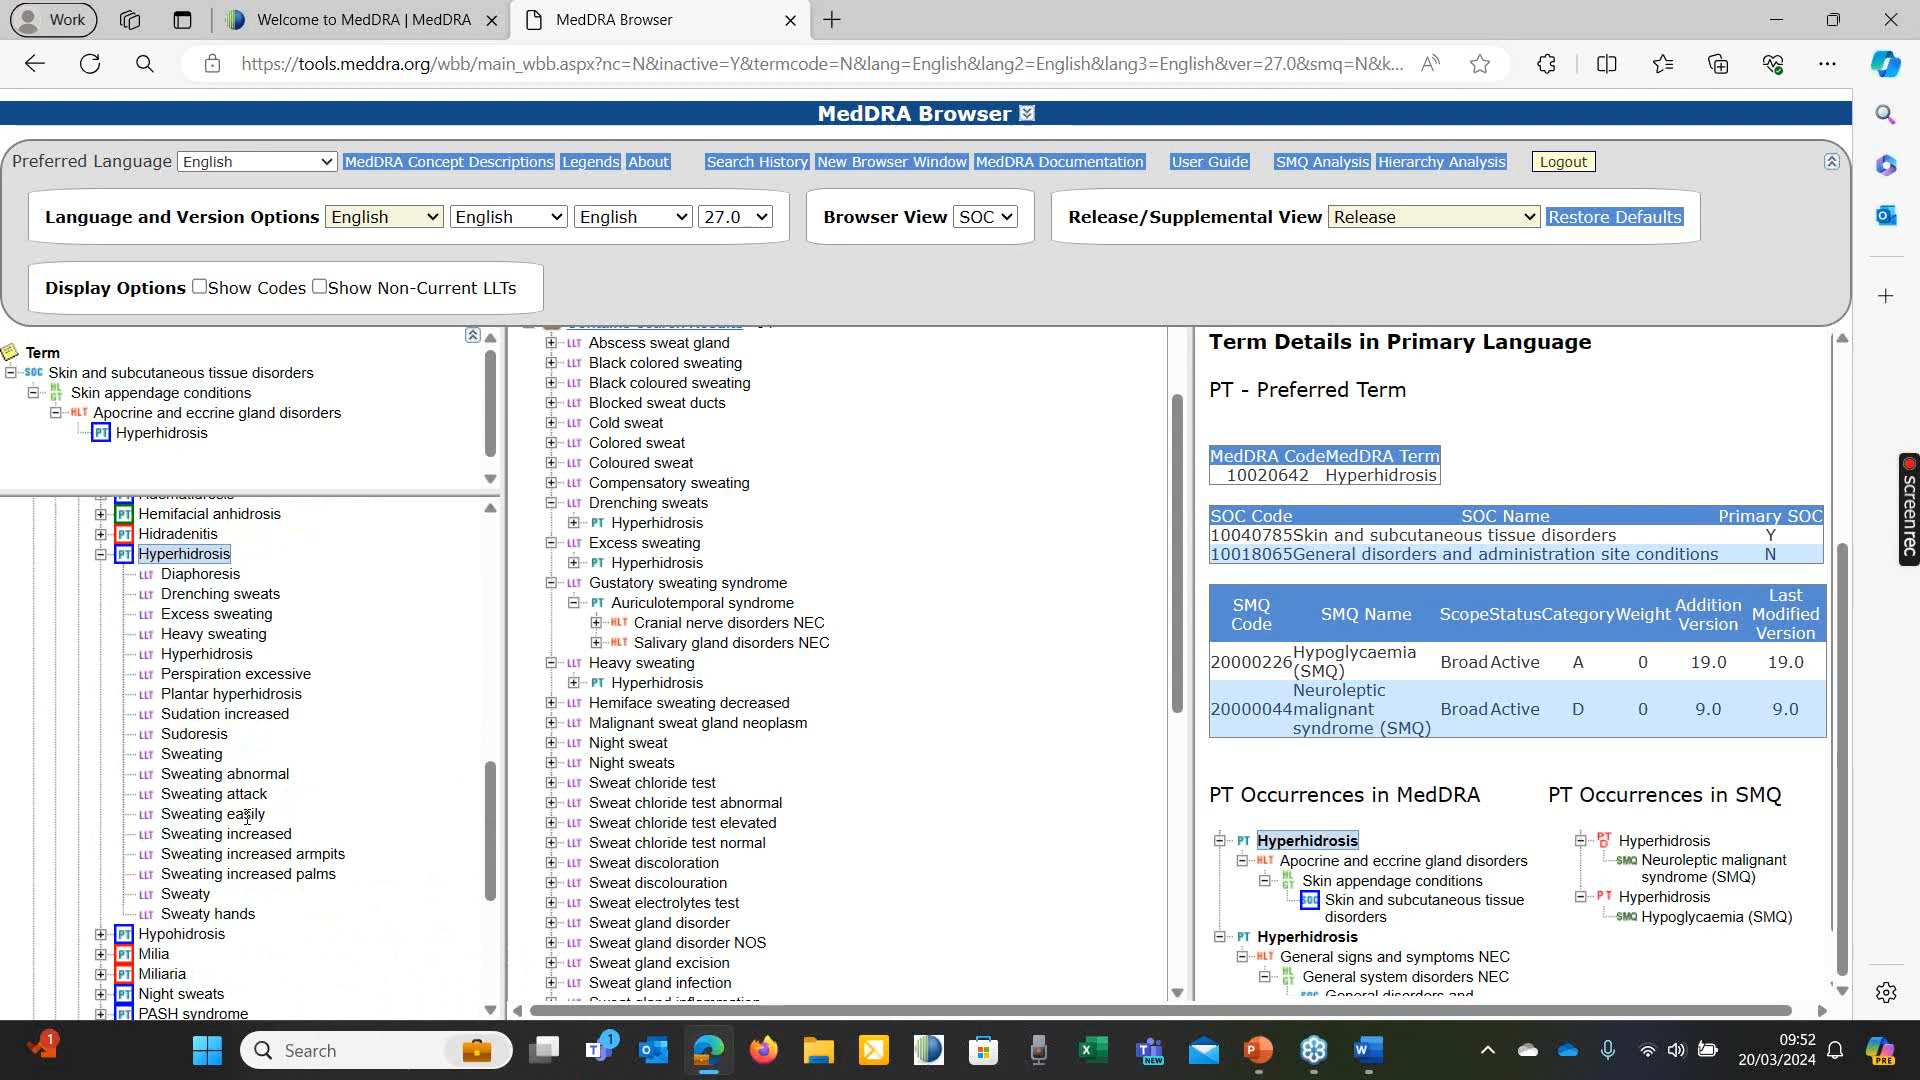 Work
Welcome to MedDRA | MedDRA
MedDRA Browser
https://tools.meddra.org/wbb/main_wbb.aspx?nc=N&inactive=Y&termcode=N&lang=English&lang2=English&lang3=English&ver=27.0&smq=N&k...
MedDRA Browser
Preferred Language English MedDRA Concept Descriptions Legends About Search History New Browser Window MedDRA Documentation User Guide SMQ Analysis Hierarchy Analysis Logout
Language and Version Options English English English 27.0 Browser View SOC Release/Supplemental View Release Restore Defaults
Display Options Show Codes Show Non-Current LLTs
Term
SOC Skin and subcutaneous tissue disorders
HLGT Skin appendage conditions
HLT Apocrine and eccrine gland disorders
PT Hyperhidrosis
PT Hemifacial anhidrosis
PT Hidradenitis
PT Hyperhidrosis
LLT Diaphoresis
LLT Drenching sweats
LLT Excess sweating
LLT Heavy sweating
LLT Hyperhidrosis
LLT Perspiration excessive
LLT Plantar hyperhidrosis
LLT Sudation increased
LLT Sudoresis
LLT Sweating
LLT Sweating abnormal
LLT Sweating attack
LLT Sweating easily
LLT Sweating increased
LLT Sweating increased armpits
LLT Sweating increased palms
LLT Sweaty
LLT Sweaty hands
PT Hypohidrosis
PT Milia
PT Miliaria
PT Night sweats
PT PASH syndrome
LLT Abscess sweat gland
LLT Black colored sweating
LLT Black coloured sweating
LLT Blocked sweat ducts
LLT Cold sweat
LLT Colored sweat
LLT Coloured sweat
LLT Compensatory sweating
LLT Drenching sweats
PT Hyperhidrosis
LLT Excess sweating
PT Hyperhidrosis
LLT Gustatory sweating syndrome
PT Auriculotemporal syndrome
HLT Cranial nerve disorders NEC
HLT Salivary gland disorders NEC
LLT Heavy sweating
PT Hyperhidrosis
LLT Hemiface sweating decreased
LLT Malignant sweat gland neoplasm
LLT Night sweat
LLT Night sweats
LLT Sweat chloride test
LLT Sweat chloride test abnormal
LLT Sweat chloride test elevated
LLT Sweat chloride test normal
LLT Sweat discoloration
LLT Sweat discolouration
LLT Sweat electrolytes test
LLT Sweat gland disorder
LLT Sweat gland disorder NOS
LLT Sweat gland excision
LLT Sweat gland infection
Term Details in Primary Language
PT - Preferred Term
MedDRA Code MedDRA Term
10020642 Hyperhidrosis
SOC Code SOC Name Primary SOC
10040785 Skin and subcutaneous tissue disorders Y
10018065 General disorders and administration site conditions N
SMQ Code SMQ Name Scope Status Category Weight Addition Version Last Modified Version
20000226 Hypoglycaemia (SMQ) Broad Active A 0 19.0 19.0
20000044 Neuroleptic malignant syndrome (SMQ) Broad Active D 0 9.0 9.0
PT Occurrences in MedDRA
PT Hyperhidrosis
HLT Apocrine and eccrine gland disorders
HLGT Skin appendage conditions
SOC Skin and subcutaneous tissue
disorders
PT Hyperhidrosis
HLT General signs and symptoms NEC
HLGT General system disorders NEC
SOC General disorders and
PT Occurrences in SMQ
PT Hyperhidrosis
SMQ Neuroleptic malignant
syndrome (SMQ)
PT Hyperhidrosis
SMQ Hypoglycaemia (SMQ)
screenrec
1
Search
1
NEW
09:52
20/03/2024
PRE